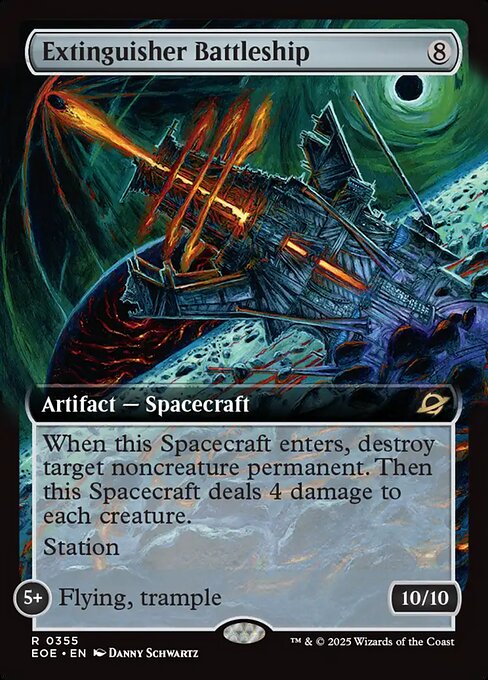 Extinguisher Battleship 8
Artifact — Spacecraft
When this Spacecraft enters, destroy
target noncreature permanent. Then
this Spacecraft deals 4 damage to
each creature.
Station
5+ Flying, trample
10/10
R 0355
EOE • EN Danny Schwartz
™ & © 2025 Wizards of the Coast